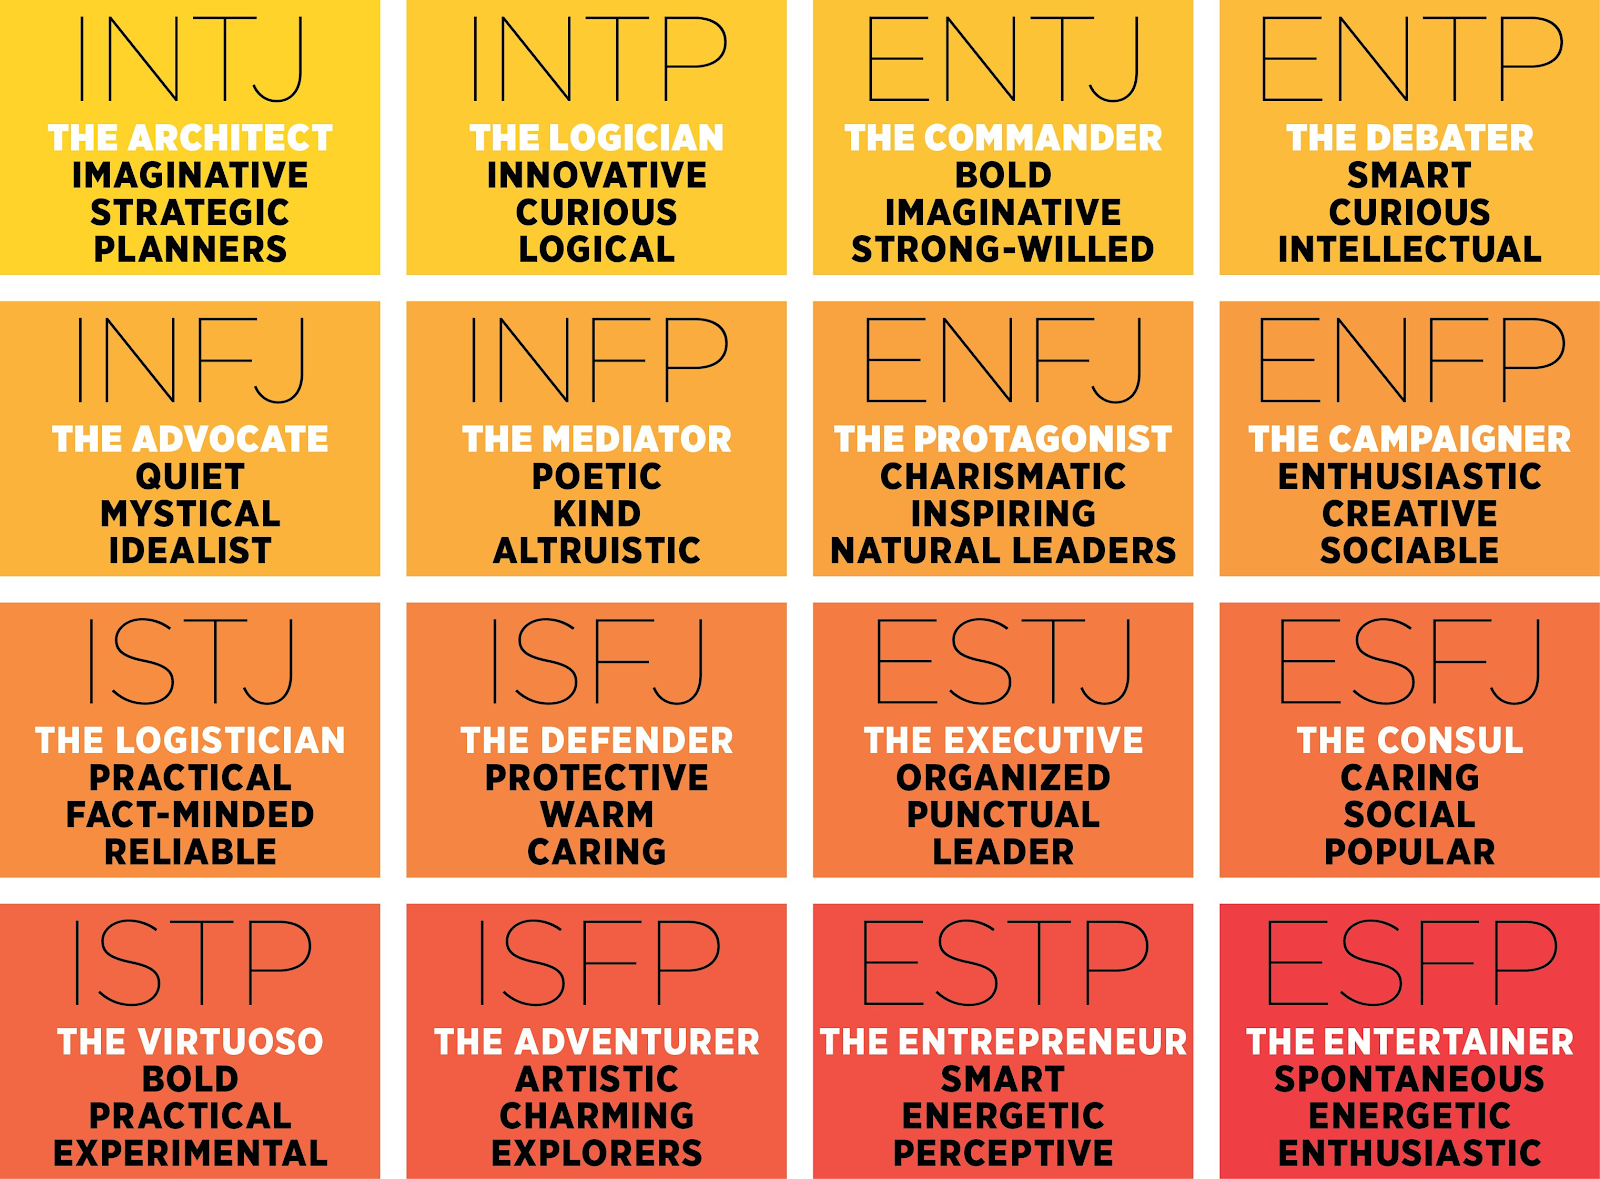 INTJ
THE ARCHITECT
IMAGINATIVE
STRATEGIC
PLANNERS
INTP
THE LOGICIAN
INNOVATIVE
CURIOUS
LOGICAL
ENTJ
THE COMMANDER
BOLD
IMAGINATIVE
STRONG-WILLED
ENTP
THE DEBATER
SMART
CURIOUS
INTELLECTUAL
INFJ
THE ADVOCATE
QUIET
MYSTICAL
IDEALIST
INFP
THE MEDIATOR
POETIC
KIND
ALTRUISTIC
ENFJ
THE PROTAGONIST
CHARISMATIC
INSPIRING
NATURAL LEADERS
ENFP
THE CAMPAIGNER
ENTHUSIASTIC
CREATIVE
SOCIABLE
ISTJ
THE LOGISTICIAN
PRACTICAL
FACT-MINDED
RELIABLE
ISFJ
THE DEFENDER
PROTECTIVE
WARM
CARING
ESTJ
THE EXECUTIVE
ORGANIZED
PUNCTUAL
LEADER
ESFJ
THE CONSUL
CARING
SOCIAL
POPULAR
ISTP
THE VIRTUOSO
BOLD
PRACTICAL
EXPERIMENTAL
ISFP
THE ADVENTURER
ARTISTIC
CHARMING
EXPLORERS
ESTP
THE ENTREPRENEUR
SMART
ENERGETIC
PERCEPTIVE
ESFP
THE ENTERTAINER
SPONTANEOUS
ENERGETIC
ENTHUSIASTIC